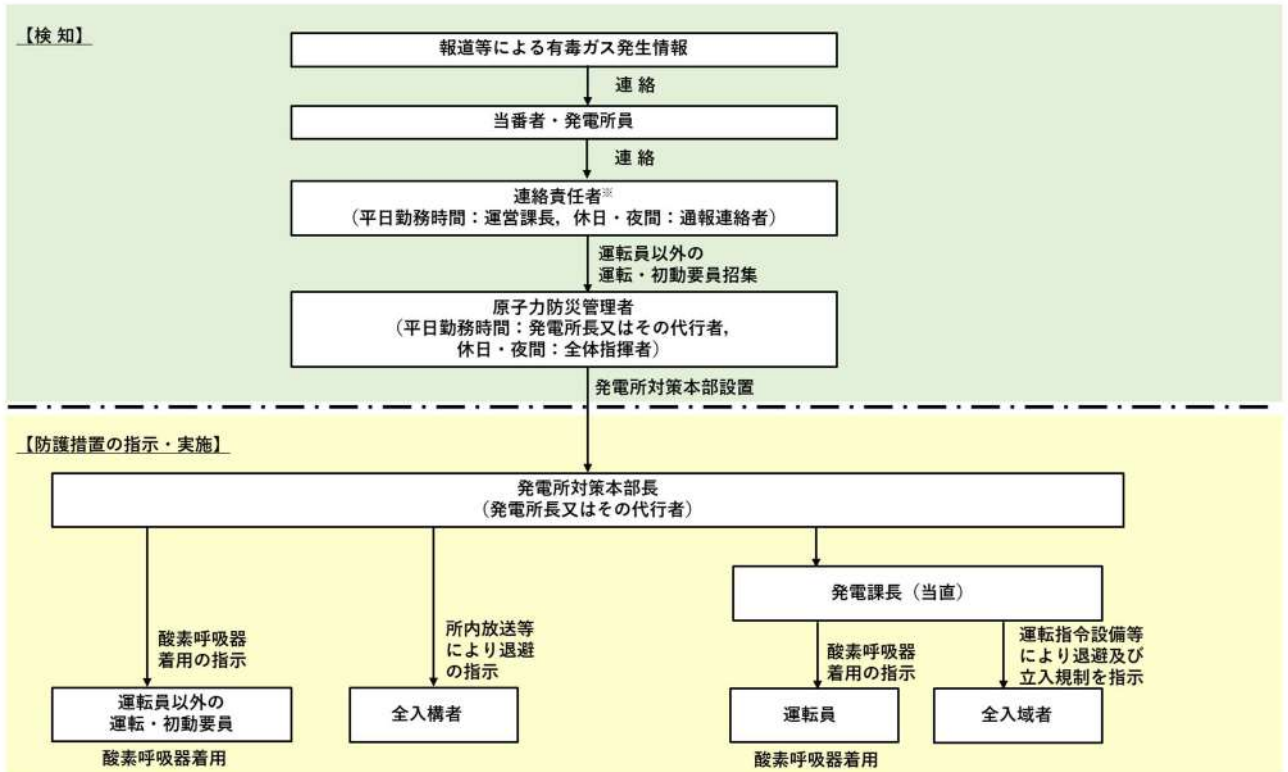 【検 知】
報道等による有毒ガス発生情報
連 絡
当番者・発電所員
連 絡
連絡責任者※
(平日勤務時間：運営課長，休日・夜間：通報連絡者)
運転員以外の
運転・初動要員招集
原子力防災管理者
(平日勤務時間：発電所長又はその代行者，
休日・夜間：全体指揮者)
発電所対策本部設置
【防護措置の指示・実施】
発電所対策本部長
(発電所長又はその代行者)
発電課長（当直）
酸素呼吸器
着用の指示
所内放送等
により退避
の指示
酸素呼吸器
着用の指示
運転指令設備等
により退避及び
立入規制を指示
運転員以外の
運転・初動要員
全入構者
運転員
全入域者
酸素呼吸器着用
酸素呼吸器着用